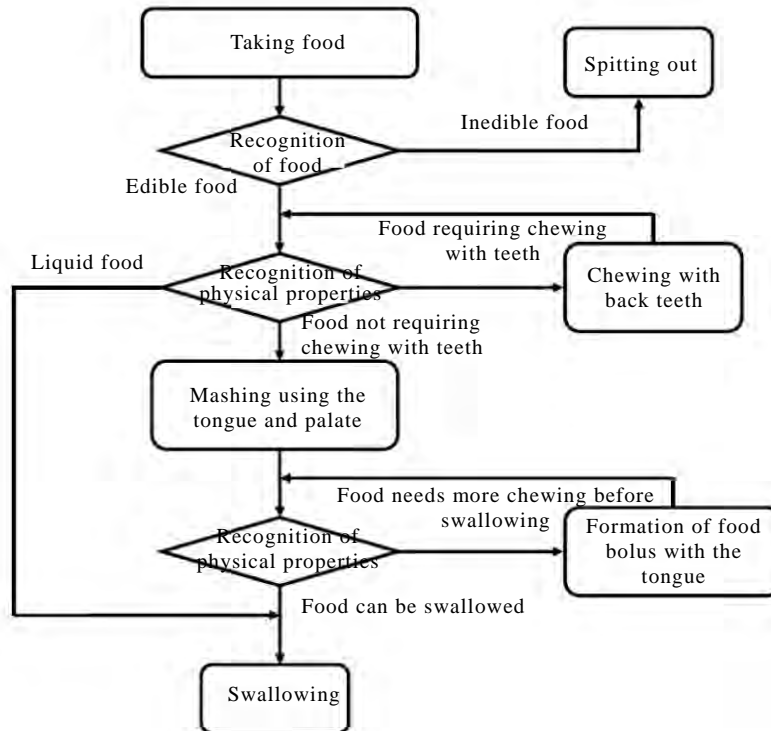 Taking food
Spitting out
Inedible food
Recognition
of food
Edible food
Food requiring chewing
with teeth
Liquid food
Recognition of
physical properties
Chewing with
back teeth
Food not requiring
chewing with teeth
Mashing using the
tongue and palate
Food needs more chewing before
swallowing
Recognition of
physical properties
Formation of food
bolus with the
tongue
Food can be swallowed
Swallowing